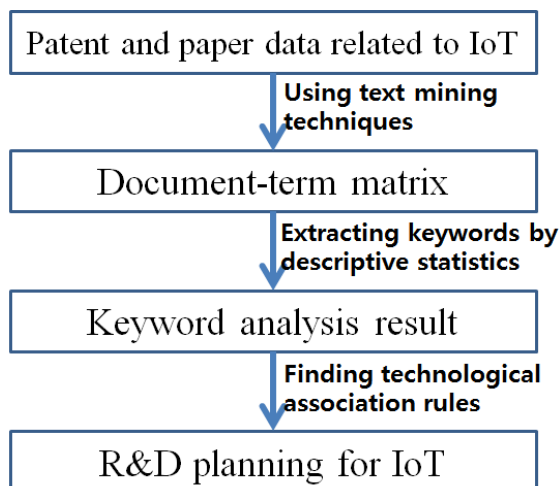 Patent and paper data related to IoT
Using text mining
techniques
Document-term matrix
Extracting keywords by
descriptive statistics
Keyword analysis result
Finding technological
association rules
R&D planning for IoT